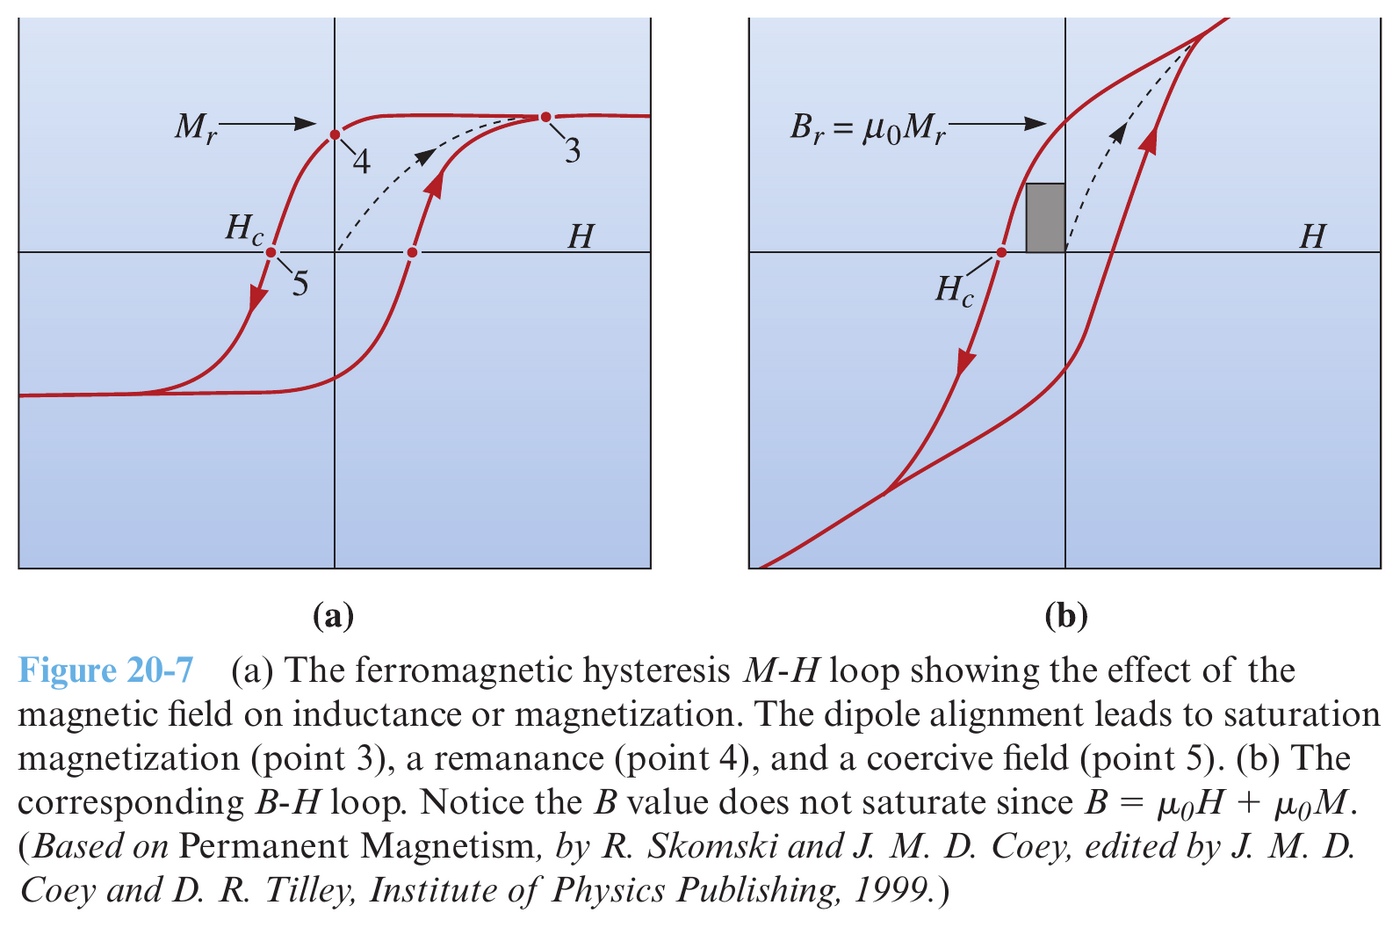 M_r
4
3
H_c
H
5
(a)
B_r = μ_0M_r
H
H_c
(b)
Figure 20-7 (a) The ferromagnetic hysteresis M-H loop showing the effect of the
magnetic field on inductance or magnetization. The dipole alignment leads to saturation
magnetization (point 3), a remanance (point 4), and a coercive field (point 5). (b) The
corresponding B-H loop. Notice the B value does not saturate since B = μ_0H + μ_0M.
(Based on Permanent Magnetism, by R. Skomski and J. M. D. Coey, edited by J. M. D.
Coey and D. R. Tilley, Institute of Physics Publishing, 1999.)